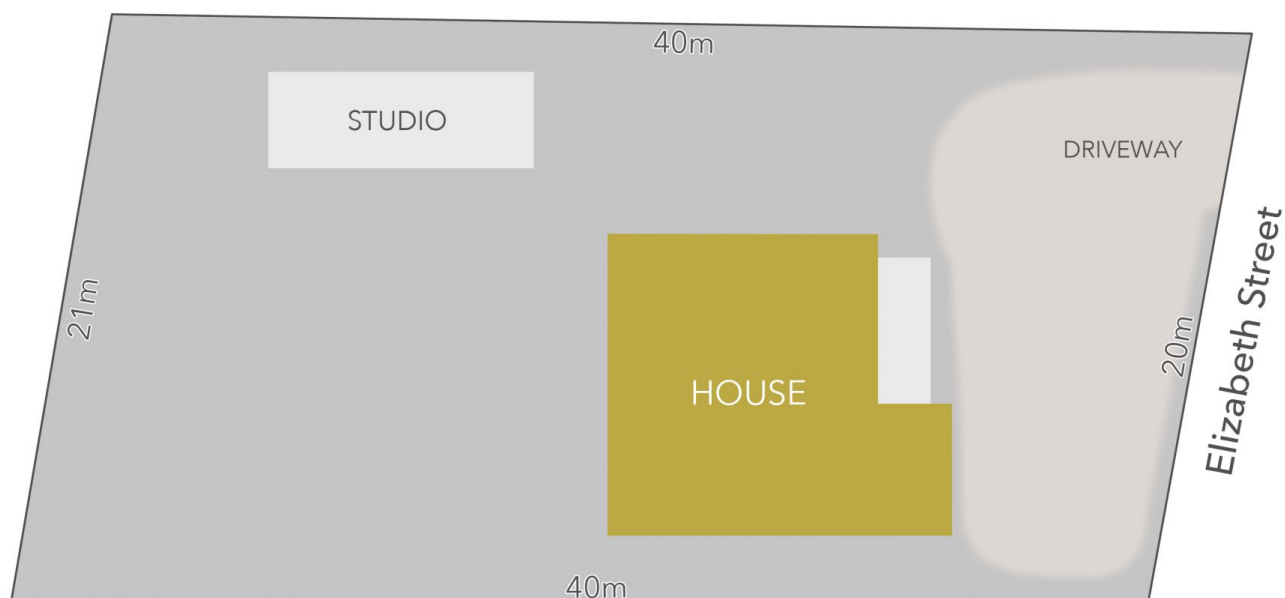 40m
STUDIO
DRIVEWAY
21m
HOUSE
20m
Elizabeth Street
40m